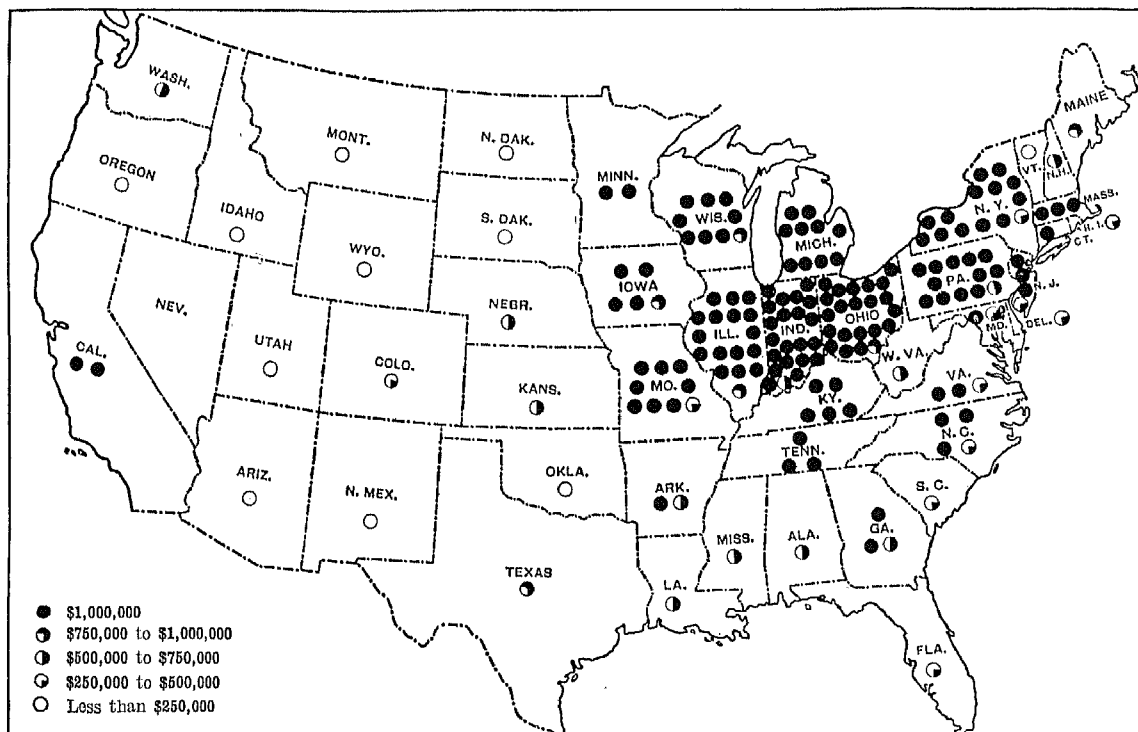 WASH.
MONT.
N. DAK.
MINN.
MAINE
VT.
N.H.
OREGON
IDAHO
S. DAK.
WIS.
MICH.
N. Y.
MASS.
R. I.
CT.
WYO.
NEV.
UTAH
COLO.
NEBR.
IOWA
ILL.
IND.
OHIO
PA.
N. J.
MD.
DEL.
CAL.
KANS.
MO.
KY.
W. VA.
VA.
ARIZ.
N. MEX.
OKLA.
ARK.
TENN.
N. C.
S. C.
TEXAS
LA.
MISS.
ALA.
GA.
FLA.
$1,000,000
$750,000 to $1,000,000
$500,000 to $750,000
$250,000 to $500,000
Less than $250,000